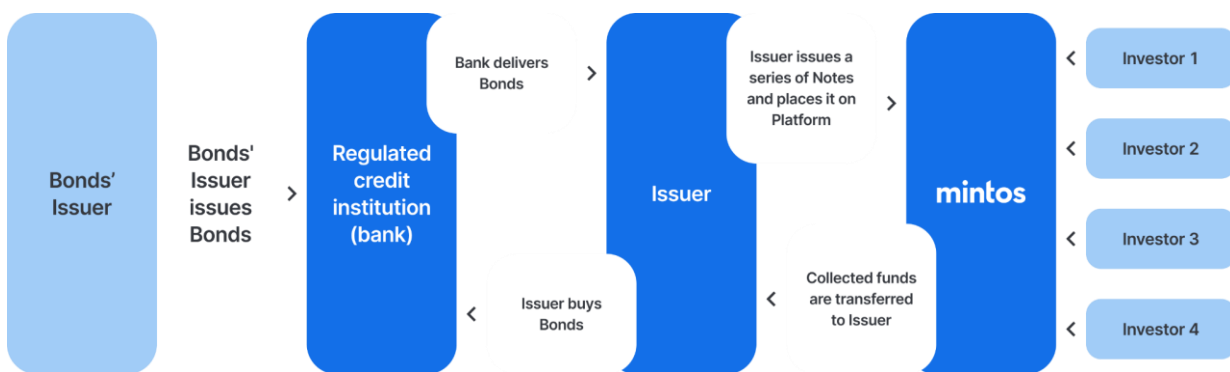 Bonds’
Issuer
Bonds'
Issuer
issues
Bonds
Regulated
credit
institution
(bank)
Bank delivers
Bonds
Issuer buys
Bonds
Issuer
Issuer issues a
series of Notes
and places it on
Platform
Collected funds
are transferred
to Issuer
mintos
Investor 1
Investor 2
Investor 3
Investor 4